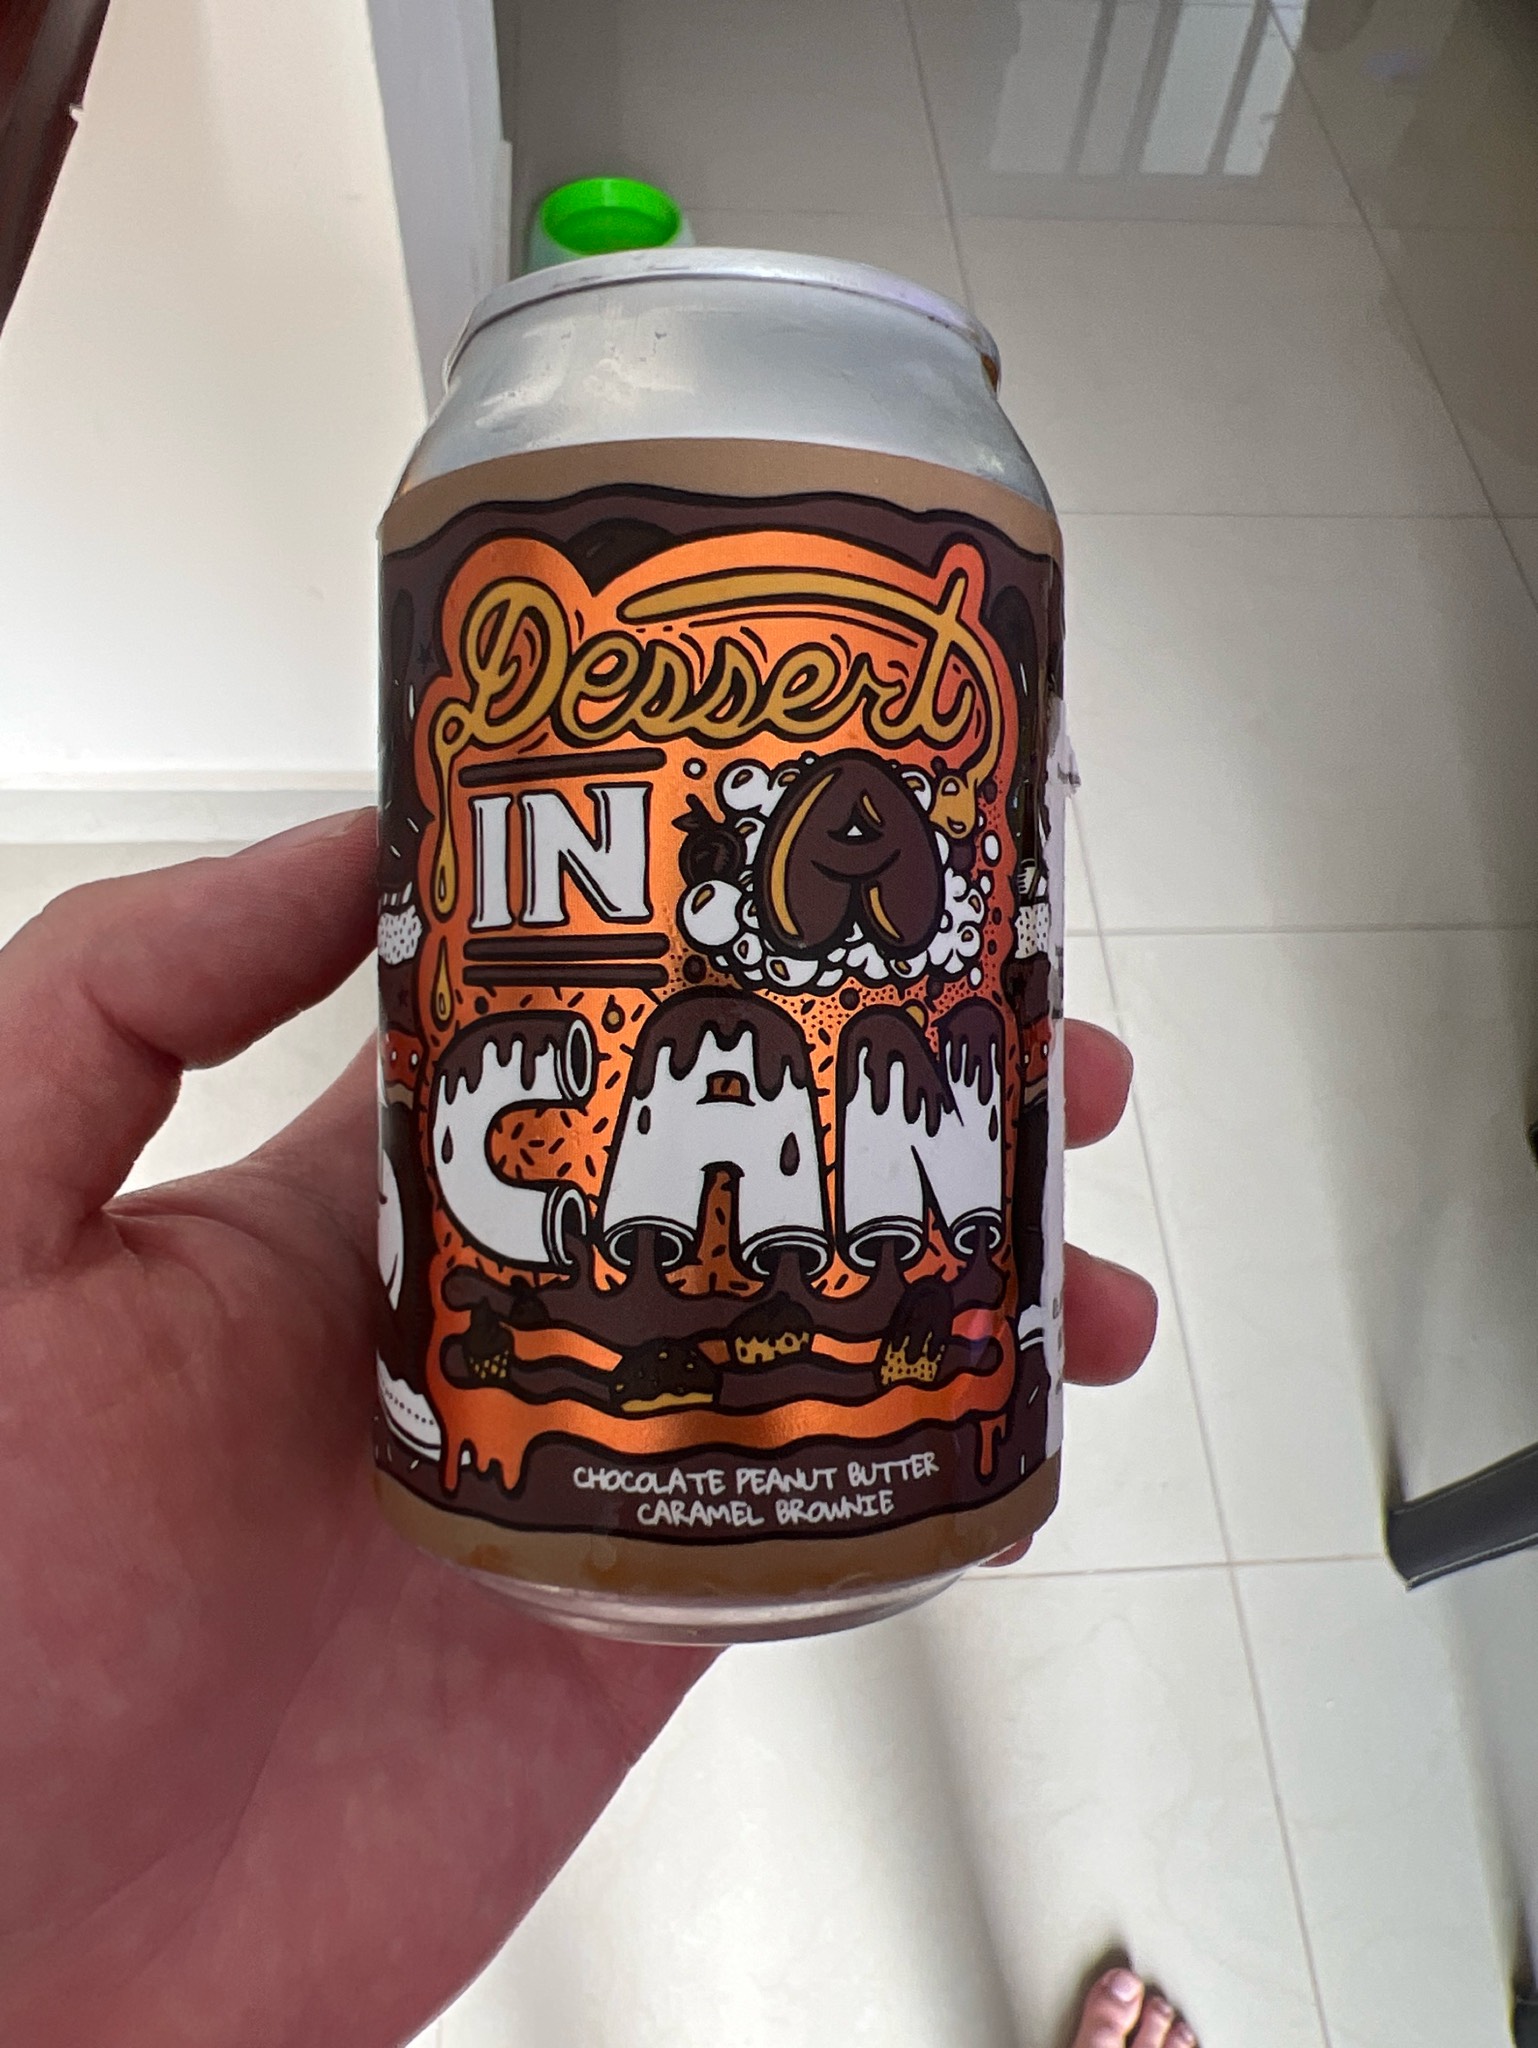 Dessert
IN A
CAN
CHOCOLATE PEANUT BUTTER
CARAMEL BROWNIE